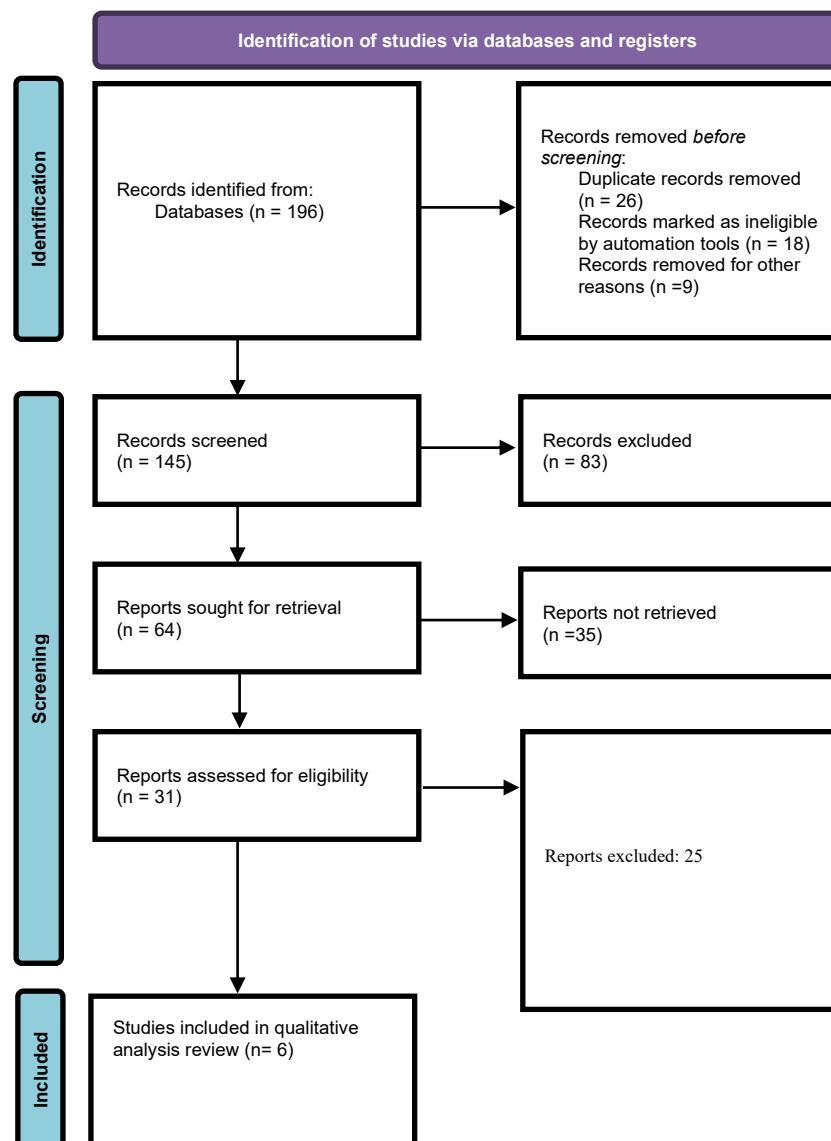 Identification of studies via databases and registers
Identification
Records identified from:
Databases (n = 196)
Records removed before
screening:
Duplicate records removed
(n = 26)
Records marked as ineligible
by automation tools (n = 18)
Records removed for other
reasons (n =9)
Screening
Records screened
(n = 145)
Records excluded
(n = 83)
Reports sought for retrieval
(n = 64)
Reports not retrieved
(n =35)
Reports assessed for eligibility
(n = 31)
Reports excluded: 25
Included
Studies included in qualitative
analysis review (n= 6)